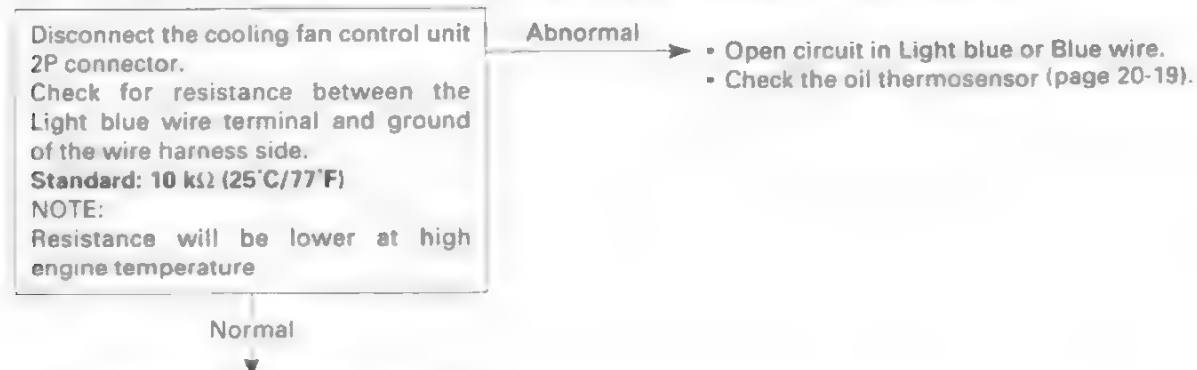 Disconnect the cooling fan control unit
2P connector.
Check for resistance between the
Light blue wire terminal and ground
of the wire harness side.
Standard: 10 kΩ (25°C/77°F)
NOTE:
Resistance will be lower at high
engine temperature
Abnormal
• Open circuit in Light blue or Blue wire.
• Check the oil thermosensor (page 20-19).
Normal